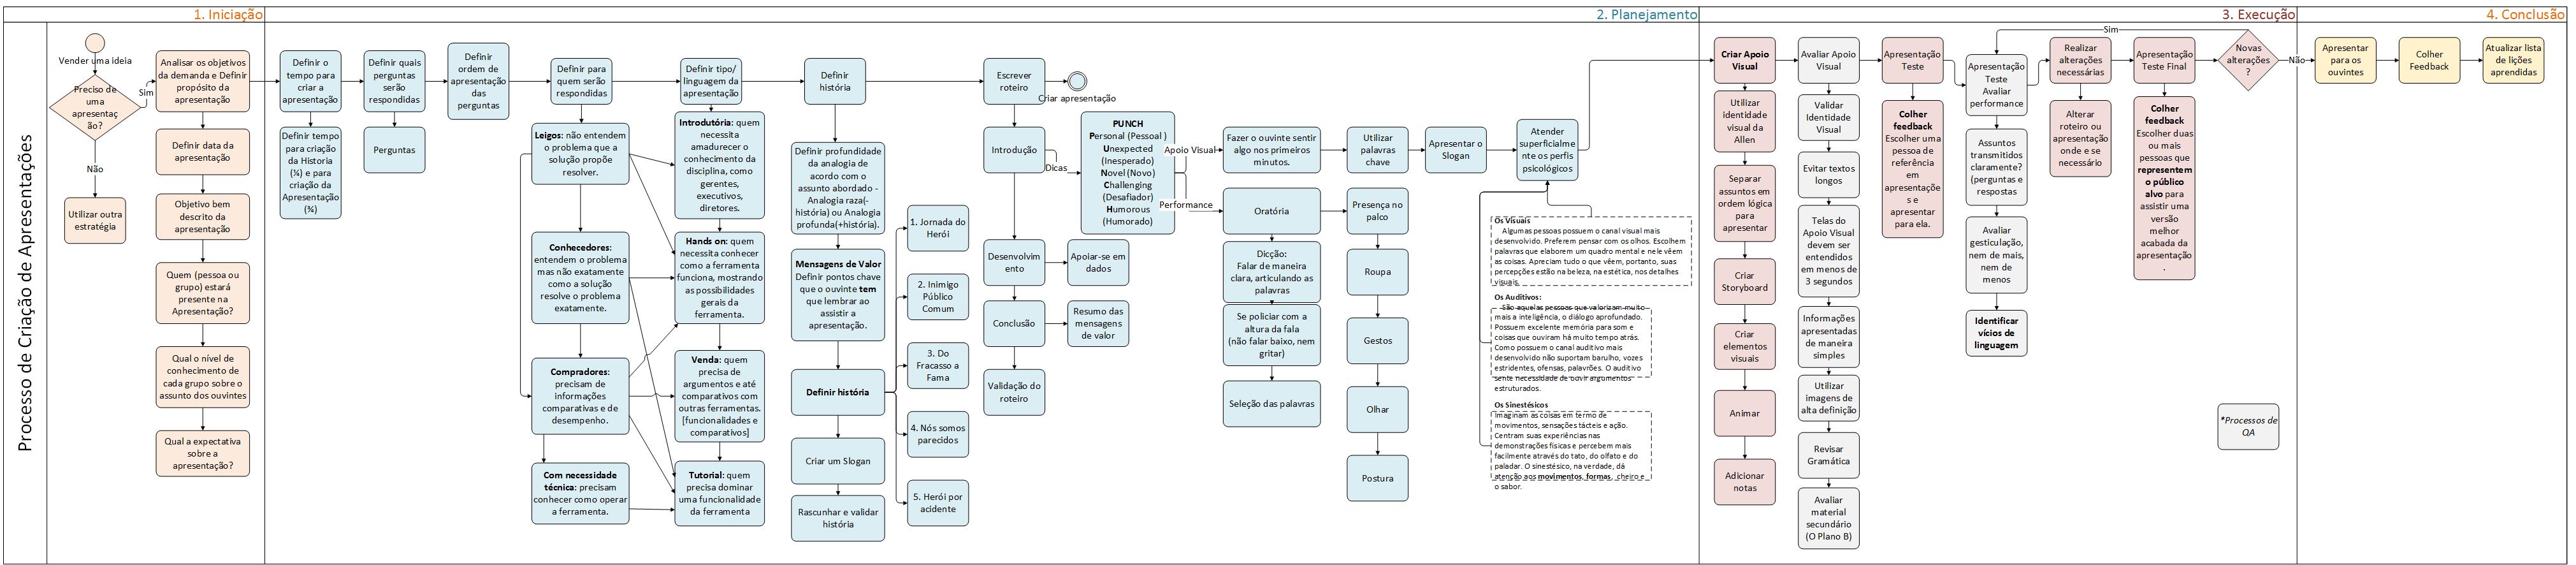 Processo de Criação de Apresentações
1. Iniciação
2. Planejamento
3. Execução
4. Conclusão
Vender uma ideia
Preciso de
uma
apresentaç
ão?
Sim
Não
Utilizar outra
estratégia
Analisar os objetivos
da demanda e Definir
propósito da
apresentação
Definir data da
apresentação
Objetivo bem
descrito da
apresentação
Quem (pessoa ou
grupo) estará
presente na
Apresentação?
Qual o nível de
conhecimento de
cada grupo sobre o
assunto dos ouvintes
Qual a expectativa
sobre a
apresentação?
Definir o
tempo para
criar a
apresentação
Definir tempo
para criação
da Historia
(¼) e para
criação da
Apresentação
(¾)
Definir quais
perguntas
serão
respondidas
Perguntas
Definir
ordem de
apresentação
das
perguntas
Definir para
quem serão
respondidas
Leigos: não entendem
o problema que a
solução propõe
resolver.
Conhecedores:
entendem o problema
mas não exatamente
como a solução
resolve o problema
exatamente.
Compradores:
precisam de
informações
comparativas e de
desempenho.
Com necessidade
técnica: precisam
conhecer como operar
a ferramenta.
Definir tipo/
linguagem da
apresentação
Introdutória: quem
necessita
amadurecer o
conhecimento da
disciplina, como
gerentes,
executivos,
diretores.
Hands on: quem
necessita conhecer
como a ferramenta
funciona, mostrando
as possibilidades
gerais da
ferramenta.
Venda: quem
precisa de
argumentos e até
comparativos com
outras ferramentas.
[funcionalidades e
comparativos]
Tutorial: quem
precisa dominar
uma funcionalidade
da ferramenta
Definir
história
Definir profundidade
da analogia de
acordo com o
assunto abordado -
Analogia raza(-
história) ou Analogia
profunda(+história).
Mensagens de Valor
Definir pontos chave
que o ouvinte tem
que lembrar ao
assistir a
apresentação.
Definir história
Criar um Slogan
Rascunhar e validar
história
1. Jornada do
Herói
2. Inimigo
Público
Comum
3. Do
Fracasso a
Fama
4. Nós somos
parecidos
5. Herói por
acidente
Escrever
roteiro
Criar apresentação
Introdução
Dicas
Desenvolvim
ento
Apoiar-se em
dados
Conclusão
Resumo das
mensagens
de valor
Validação do
roteiro
PUNCH
Personal (Pessoal )
Unexpected
(Inesperado)
Novel (Novo)
Challenging
(Desafiador)
Humorous
(Humorado)
Apoio Visual
Performance
Fazer o ouvinte sentir
algo nos primeiros
minutos.
Utilizar
palavras
chave
Apresentar o
Slogan
Atender
superficialme
nte os perfis
psicológicos
Oratória
Dicção:
Falar de maneira
clara, articulando as
palavras
Se policiar com a
altura da fala
(não falar baixo, nem
gritar)
Seleção das palavras
Presença no
palco
Roupa
Gestos
Olhar
Postura
Os Visuais
Algumas pessoas possuem o canal visual mais
desenvolvido. Preferem pensar com os olhos. Escolhem
palavras que elaborem um quadro mental e nele vêem
as coisas. Apreciam tudo o que vêem, portanto, suas
percepções estão na beleza, na estética, nos detalhes
visuais.
Os Auditivos:
São aquelas pessoas que valorizam muito
mais a inteligência, o diálogo aprofundado.
Possuem excelente memória para som e
coisas que ouviram há muito tempo atrás.
Como possuem o canal auditivo mais
desenvolvido não suportam barulho, vozes
estridentes, ofensas, palavrões. O auditivo
sente necessidade de ouvir argumentos
estruturados.
Os Sinestésicos
Imaginam as coisas em termo de
movimentos, sensações tácteis e ação.
Centram suas experiências nas
demonstrações físicas e percebem mais
facilmente através do tato, do olfato e do
paladar. O sinestésico, na verdade, dá
atenção aos movimentos, formas, cheiro e
o sabor.
Criar Apoio
Visual
Utilizar
identidade
visual da
Allen
Separar
assuntos em
ordem lógica
para
apresentar
Criar
Storyboard
Criar
elementos
visuais
Animar
Adicionar
notas
Avaliar Apoio
Visual
Validar
Identidade
Visual
Evitar textos
longos
Telas do
Apoio Visual
devem ser
entendidos
em menos de
3 segundos
Informações
apresentadas
de maneira
simples
Utilizar
imagens de
alta definição
Revisar
Gramática
Avaliar
material
secundário
(O Plano B)
Apresentação
Teste
Colher
feedback
Escolher uma
pessoa de
referência
em
apresentaçõe
s e
apresentar
para ela.
Apresentação
Teste
Avaliar
performance
Assuntos
transmitidos
claramente?
(perguntas e
respostas
Avaliar
gesticulação,
nem de mais,
nem de
menos
Identificar
vícios de
linguagem
Realizar
alterações
necessárias
Alterar
roteiro ou
apresentação
onde e se
necessário
Apresentação
Teste Final
Colher
feedback
Escolher duas
ou mais
pessoas que
representem
o público
alvo para
assistir uma
versão
melhor
acabada da
apresentação
.
Sim
Novas
alterações
?
Não
*Processos de
QA
Apresentar
para os
ouvintes
Colher
Feedback
Atualizar lista
de lições
aprendidas